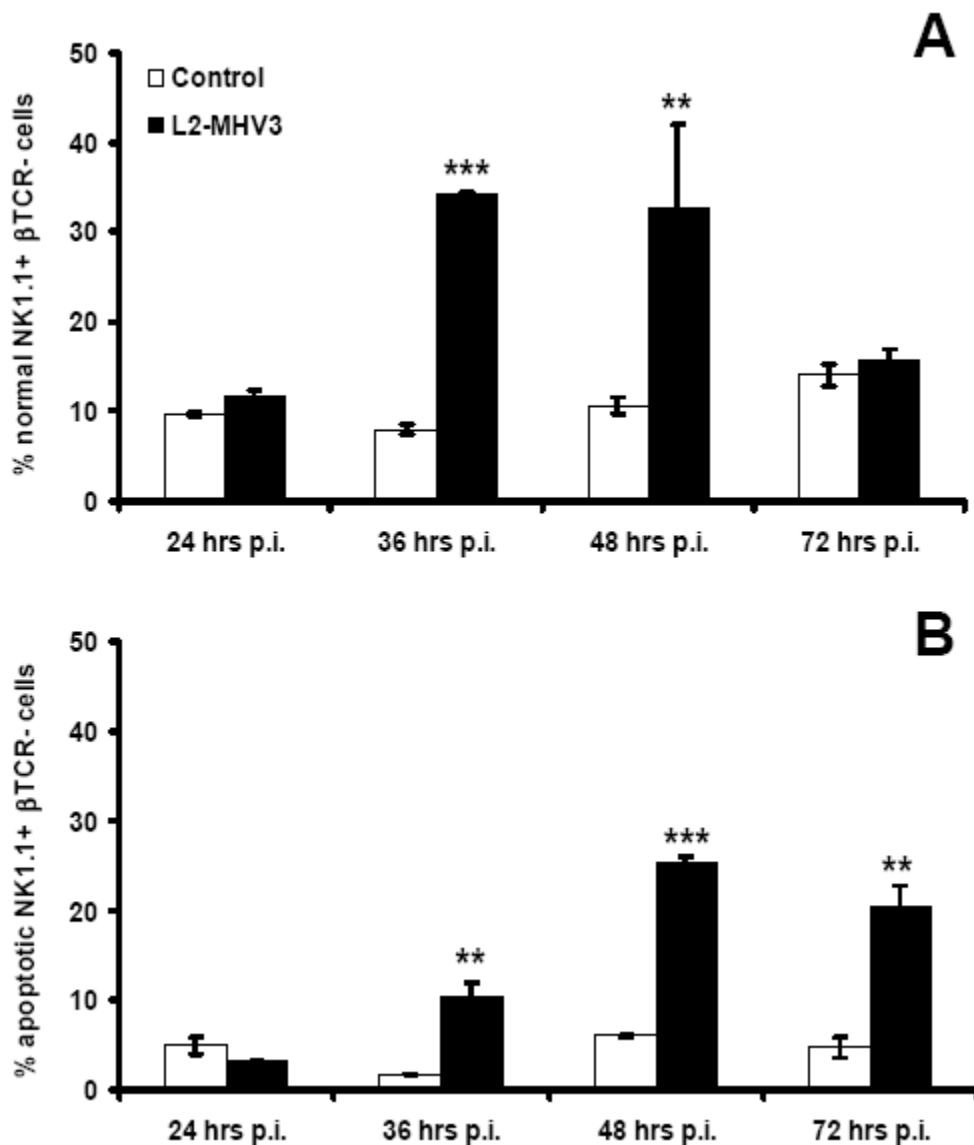 A
50
Control
L2-MHV3
40
30
20
10
0
% normal NK1.1+ βTCR- cells
***
**
24 hrs p.i. 36 hrs p.i. 48 hrs p.i. 72 hrs p.i.
B
50
40
30
20
10
0
% apoptotic NK1.1+ βTCR- cells
**
***
**
24 hrs p.i. 36 hrs p.i. 48 hrs p.i. 72 hrs p.i.